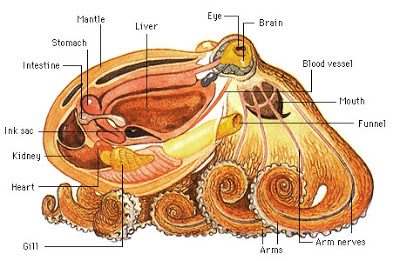 Eye
Brain
Mantle
Liver
Stomach
Intestine
Blood vessel
Mouth
Funnel
Ink sac
Kidney
Heart
Gill
Arms
Arm nerves